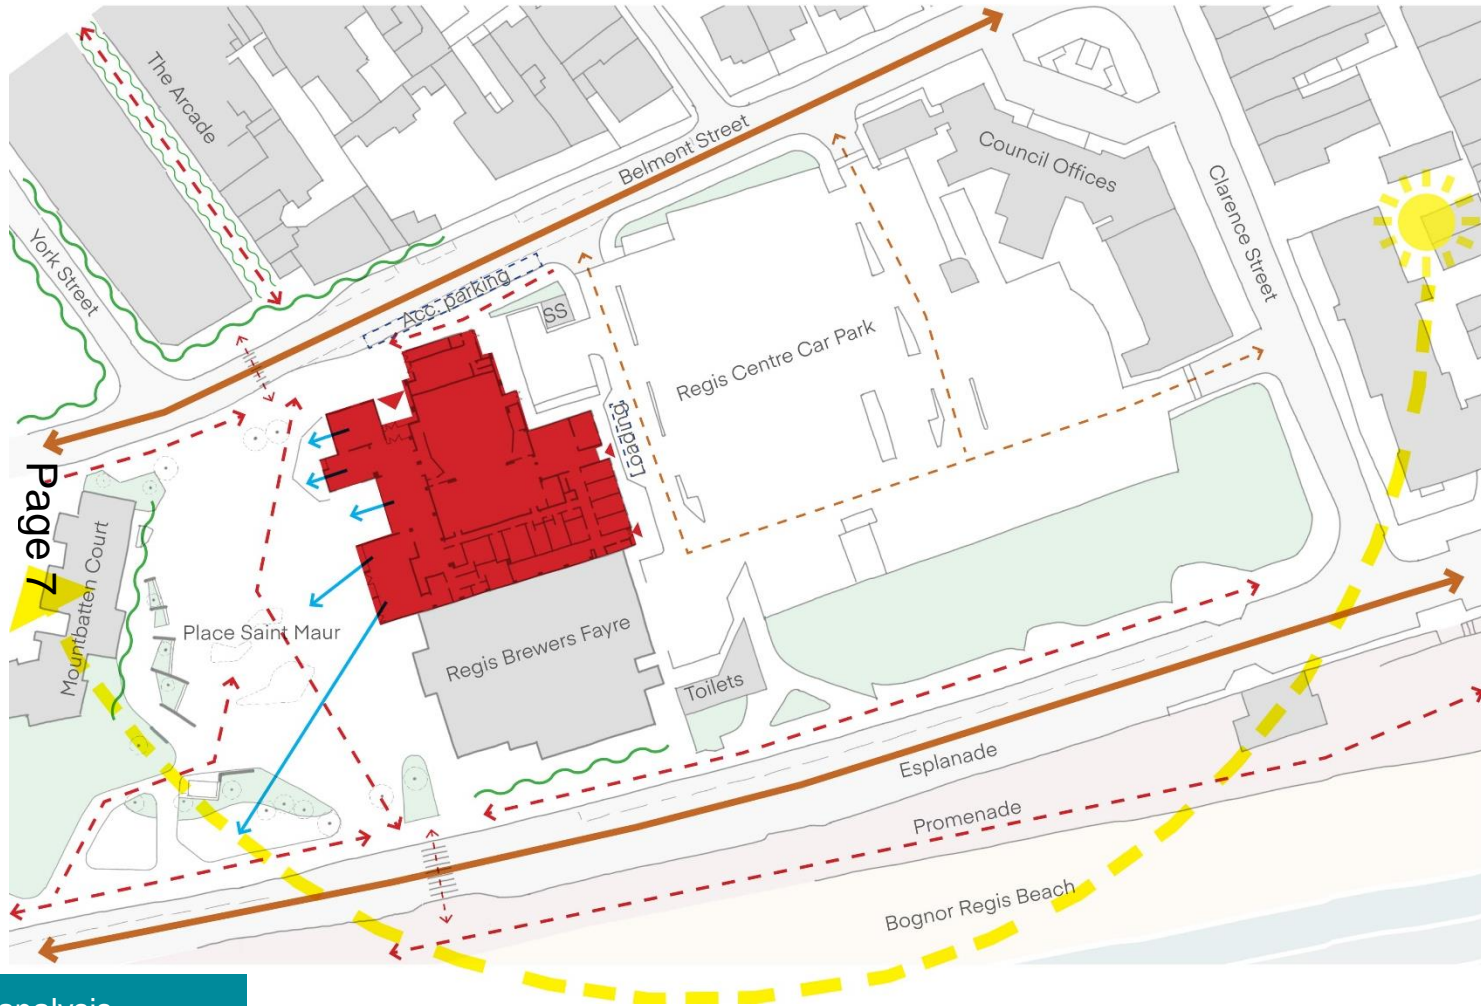 The Arcade
Belmont Street
Council Offices
Clarence Street
York Street
Acc. parking
SS
Regis Centre Car Park
Loading
Page 7
Mountbatten Court
Place Saint Maur
Regis Brewers Fayre
Toilets
Esplanade
Promenade
Bognor Regis Beach